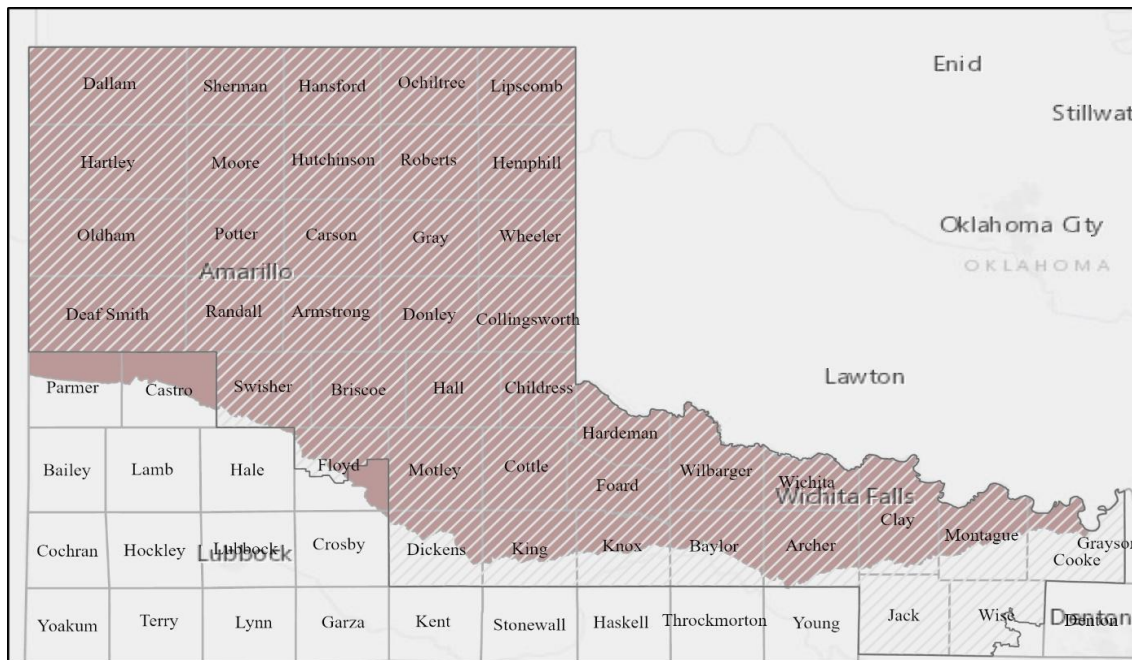 Enid
Dallam Sherman Hansford Ochiltree Lipscomb
Stillwat
Hartley Moore Hutchinson Roberts Hemphill
Oldham Potter Carson Gray Wheeler
Oklahoma City
OKLAHOMA
Amarillo
Deaf Smith Randall Armstrong Donley Collingsworth
Lawton
Parmer Castro Swisher Briscoe Hall Childress
Hardeman
Bailey Lamb Hale Floyd Motley Cottle Foard Wilbarger Wichita
Wichita Falls
Clay
Cochran Hockley Lubbock Crosby Dickens King Knox Baylor Archer Montague Cooke Grayson
Lubbock
Yoakum Terry Lynn Garza Kent Stonewall Haskell Throckmorton Young Jack Wise Denton
Denton